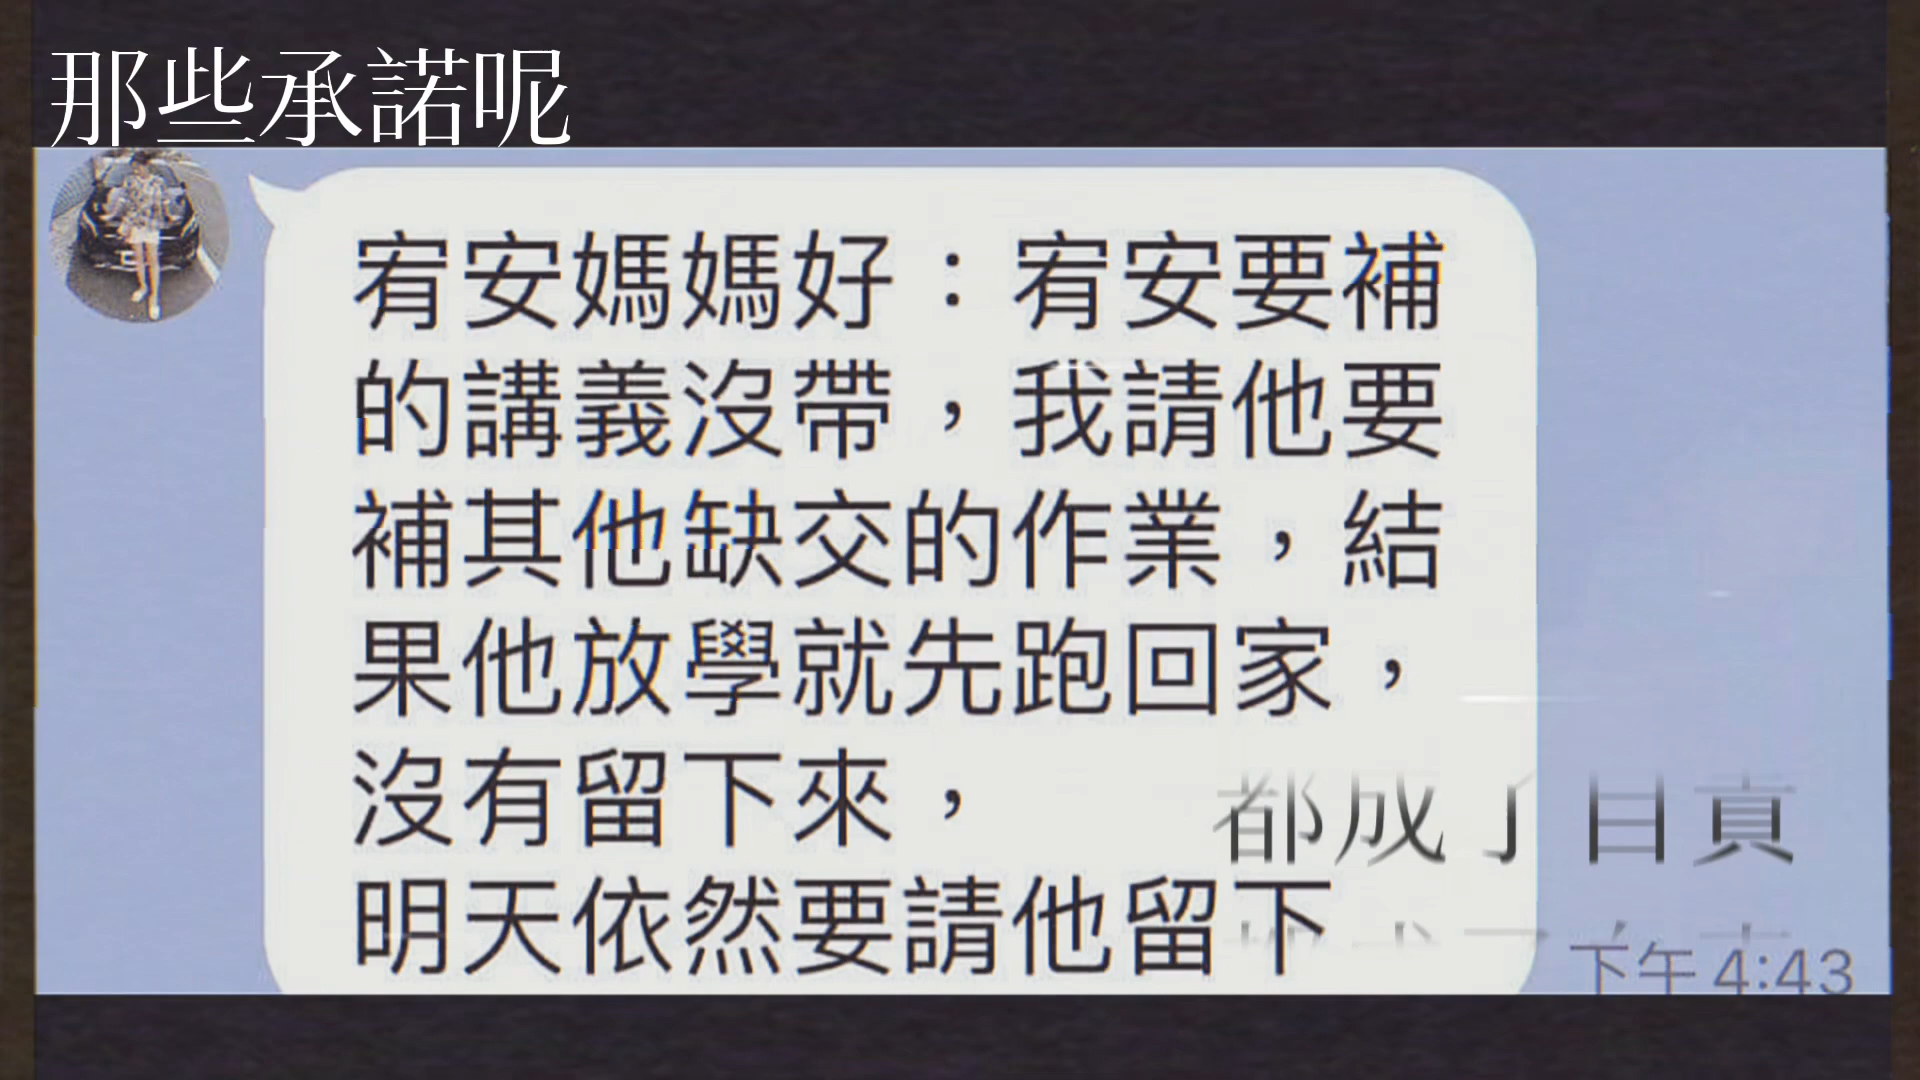 那些承諾呢
宥安媽媽好：宥安要補
的講義沒帶，我請他要
補其他缺交的作業，結
果他放學就先跑回家，
沒有留下來，
都成了自責
明天依然要請他留下
下午4:43